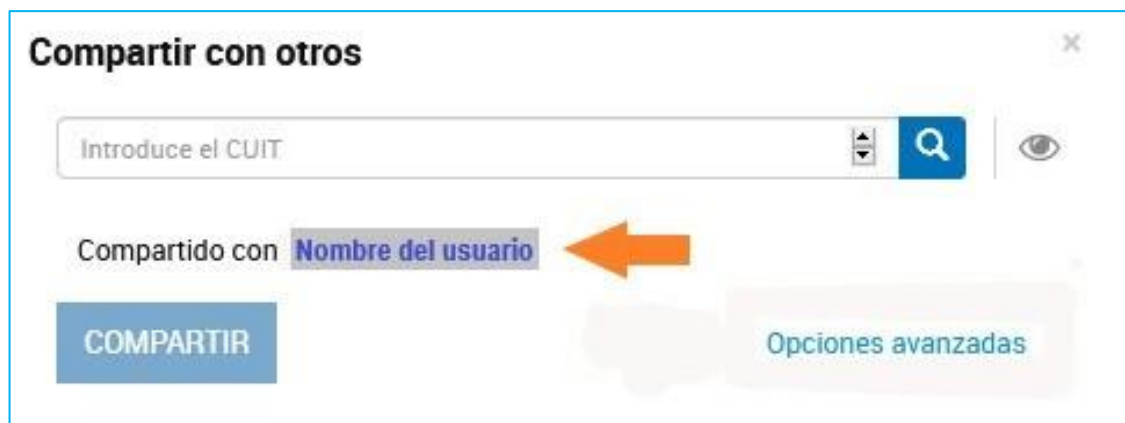 Compartir con otros
Introduce el CUIT
Compartido con Nombre del usuario
COMPARTIR
Opciones avanzadas